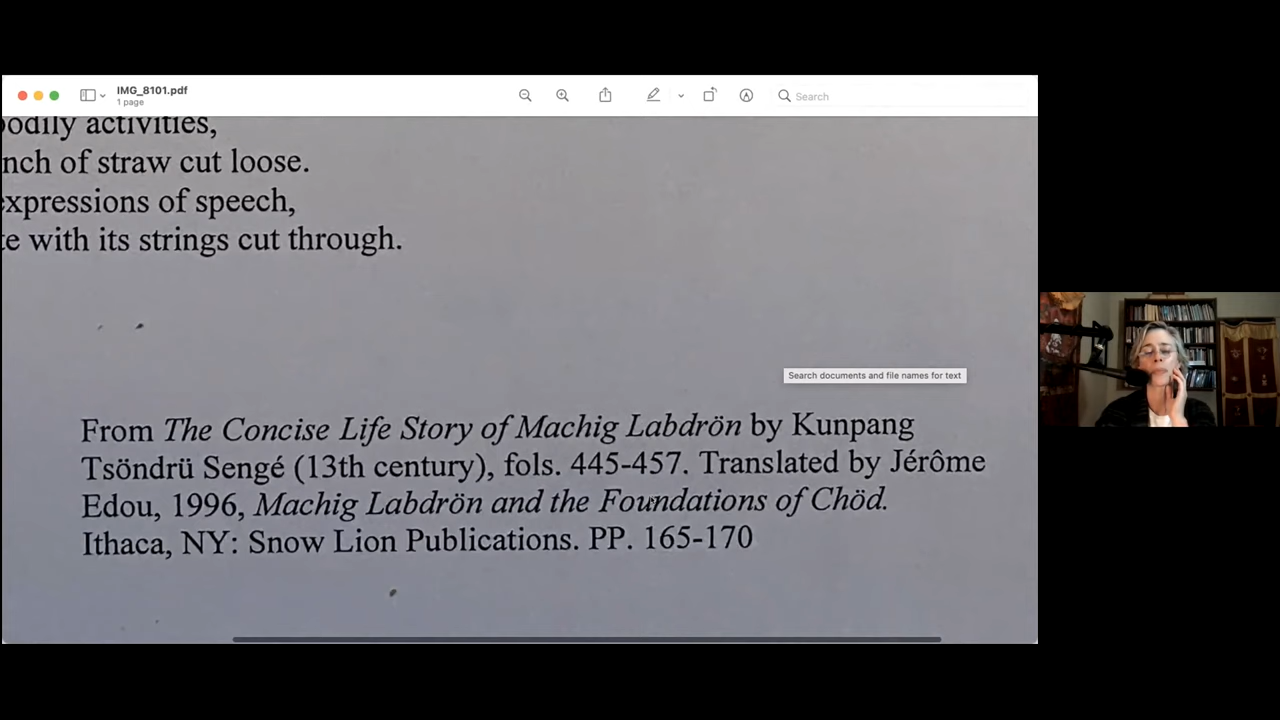 IMG_8101.pdf
1 page
Search
bodily activities,
nch of straw cut loose.
expressions of speech,
te with its strings cut through.
Search documents and file names for text
From The Concise Life Story of Machig Labdrön by Kunpang
Tsöndrü Sengé (13th century), fols. 445-457. Translated by Jérôme
Edou, 1996, Machig Labdrön and the Foundations of Chöd.
Ithaca, NY: Snow Lion Publications. PP. 165-170